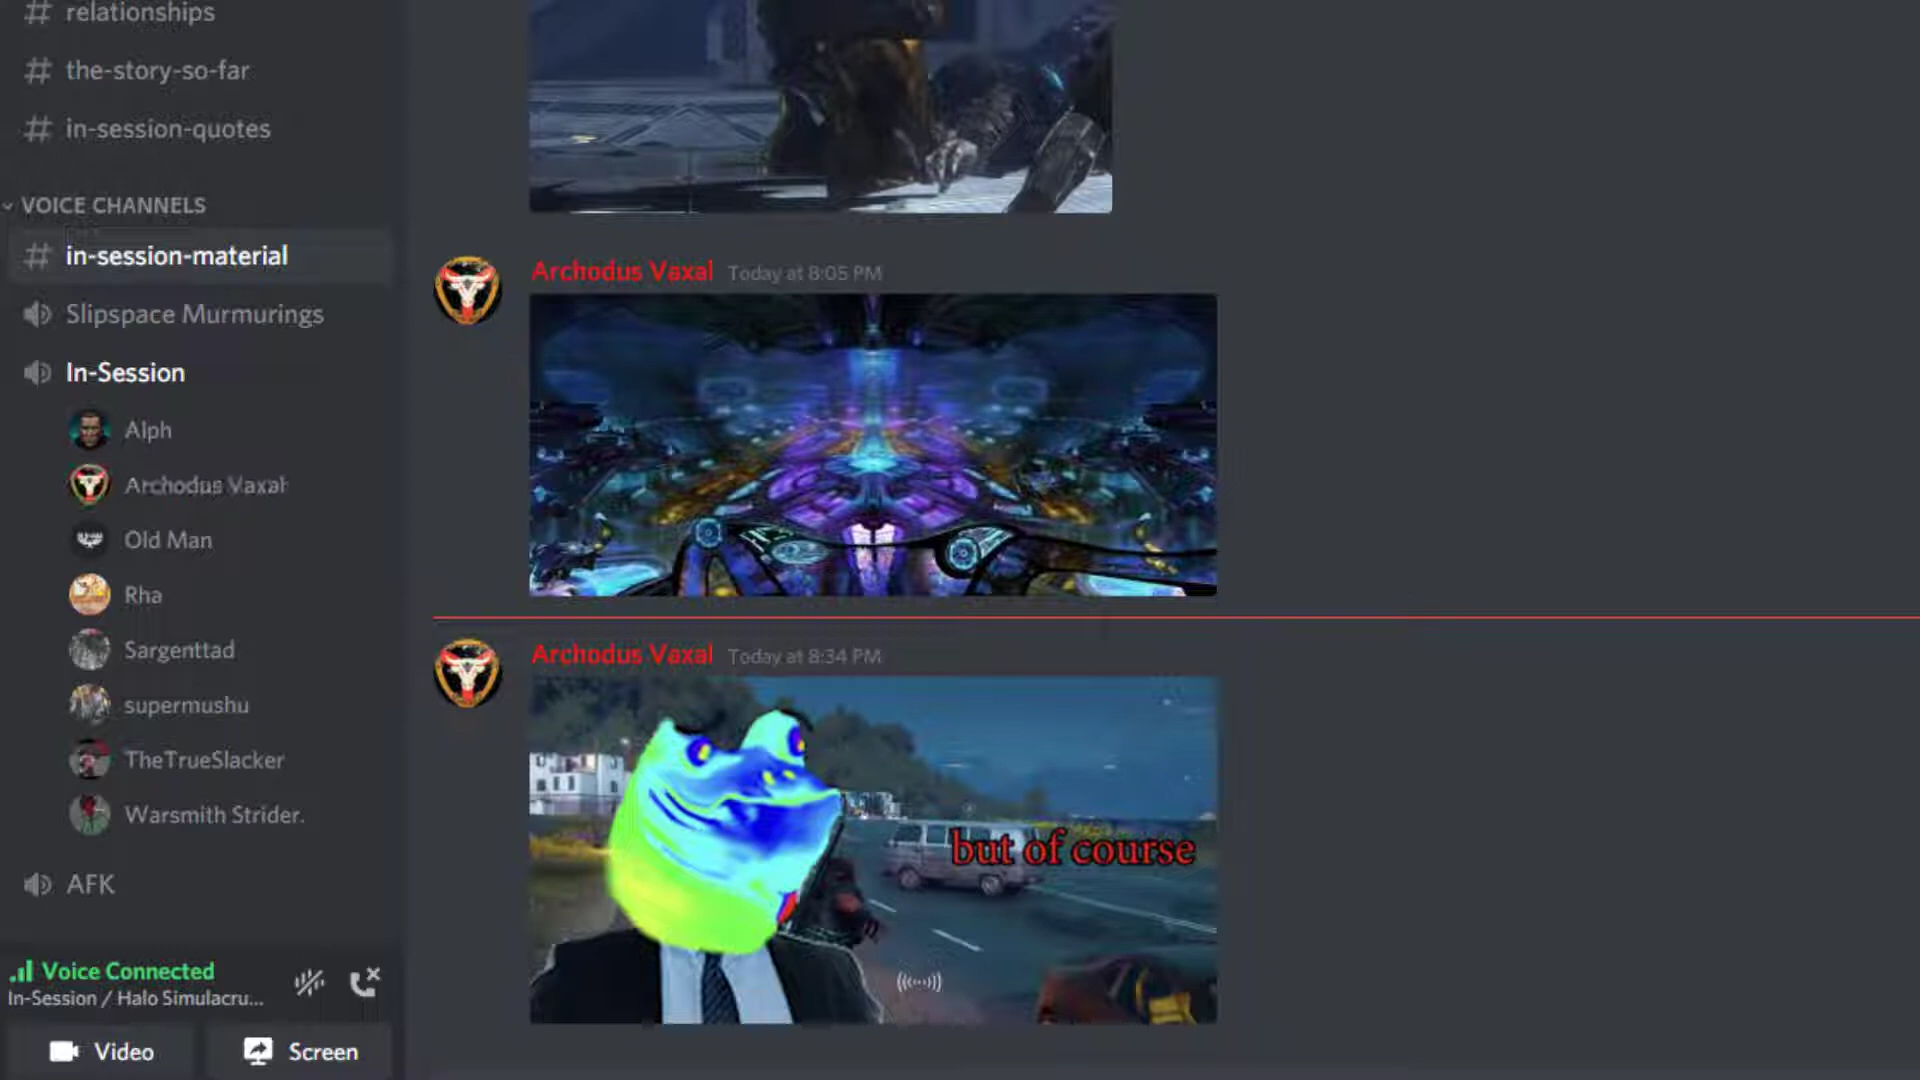 # relationships
# the-story-so-far
# in-session-quotes
VOICE CHANNELS
# in-session-material
Slipspace Murmurings
In-Session
Alph
Archodus Vaxal
Old Man
Rha
Sargenttad
supermushu
TheTrueSlacker
Warsmith Strider.
AFK
Voice Connected
In-Session / Halo Simulacru...
Video
Screen
Archodus Vaxal Today at 8:05 PM
Archodus Vaxal Today at 8:34 PM
but of course